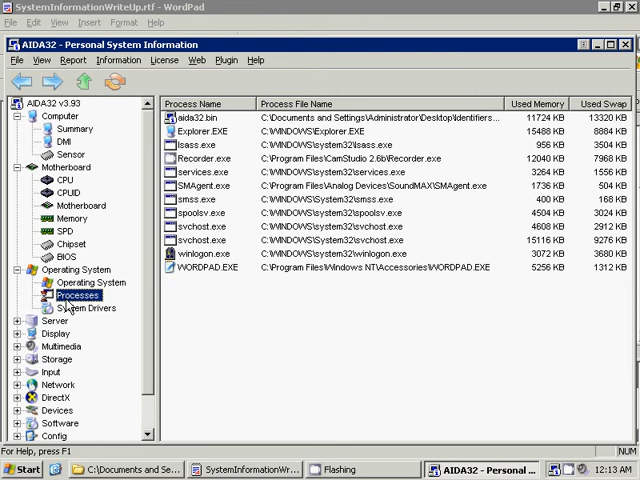 SystemInformationWriteUp.rtf - WordPad
File Edit View Insert Format Help
AIDA32 - Personal System Information
File View Report Information License Web Plugin Help
AIDA32 v3.93
Computer
Summary
DMI
Sensor
Motherboard
CPU
CPUID
Motherboard
Memory
SPD
Chipset
BIOS
Operating System
Operating System
Processes
System Drivers
Server
Display
Multimedia
Storage
Input
Network
DirectX
Devices
Software
Config
Process Name Process File Name Used Memory Used Swap
aida32.bin C:\Documents and Settings\Administrator\Desktop\Identifiers... 11724 KB 13320 KB
Explorer.EXE C:\WINDOWS\Explorer.EXE 15488 KB 8884 KB
lsass.exe C:\WINDOWS\system32\lsass.exe 956 KB 3504 KB
Recorder.exe C:\Program Files\CamStudio 2.6b\Recorder.exe 12040 KB 7968 KB
services.exe C:\WINDOWS\system32\services.exe 3264 KB 1556 KB
SMAgent.exe C:\Program Files\Analog Devices\SoundMAX\SMAgent.exe 1736 KB 504 KB
smss.exe C:\WINDOWS\System32\smss.exe 400 KB 168 KB
spoolsv.exe C:\WINDOWS\system32\spoolsv.exe 4504 KB 3024 KB
svchost.exe C:\WINDOWS\system32\svchost.exe 4608 KB 2912 KB
svchost.exe C:\WINDOWS\System32\svchost.exe 15116 KB 9276 KB
winlogon.exe C:\WINDOWS\system32\winlogon.exe 3072 KB 3680 KB
WORDPAD.EXE C:\Program Files\Windows NT\Accessories\WORDPAD.EXE 5256 KB 1312 KB
For Help, press F1 NUM
Start C:\Documents and Se... SystemInformationWr... Flashing AIDA32 - Personal ... 12:13 AM